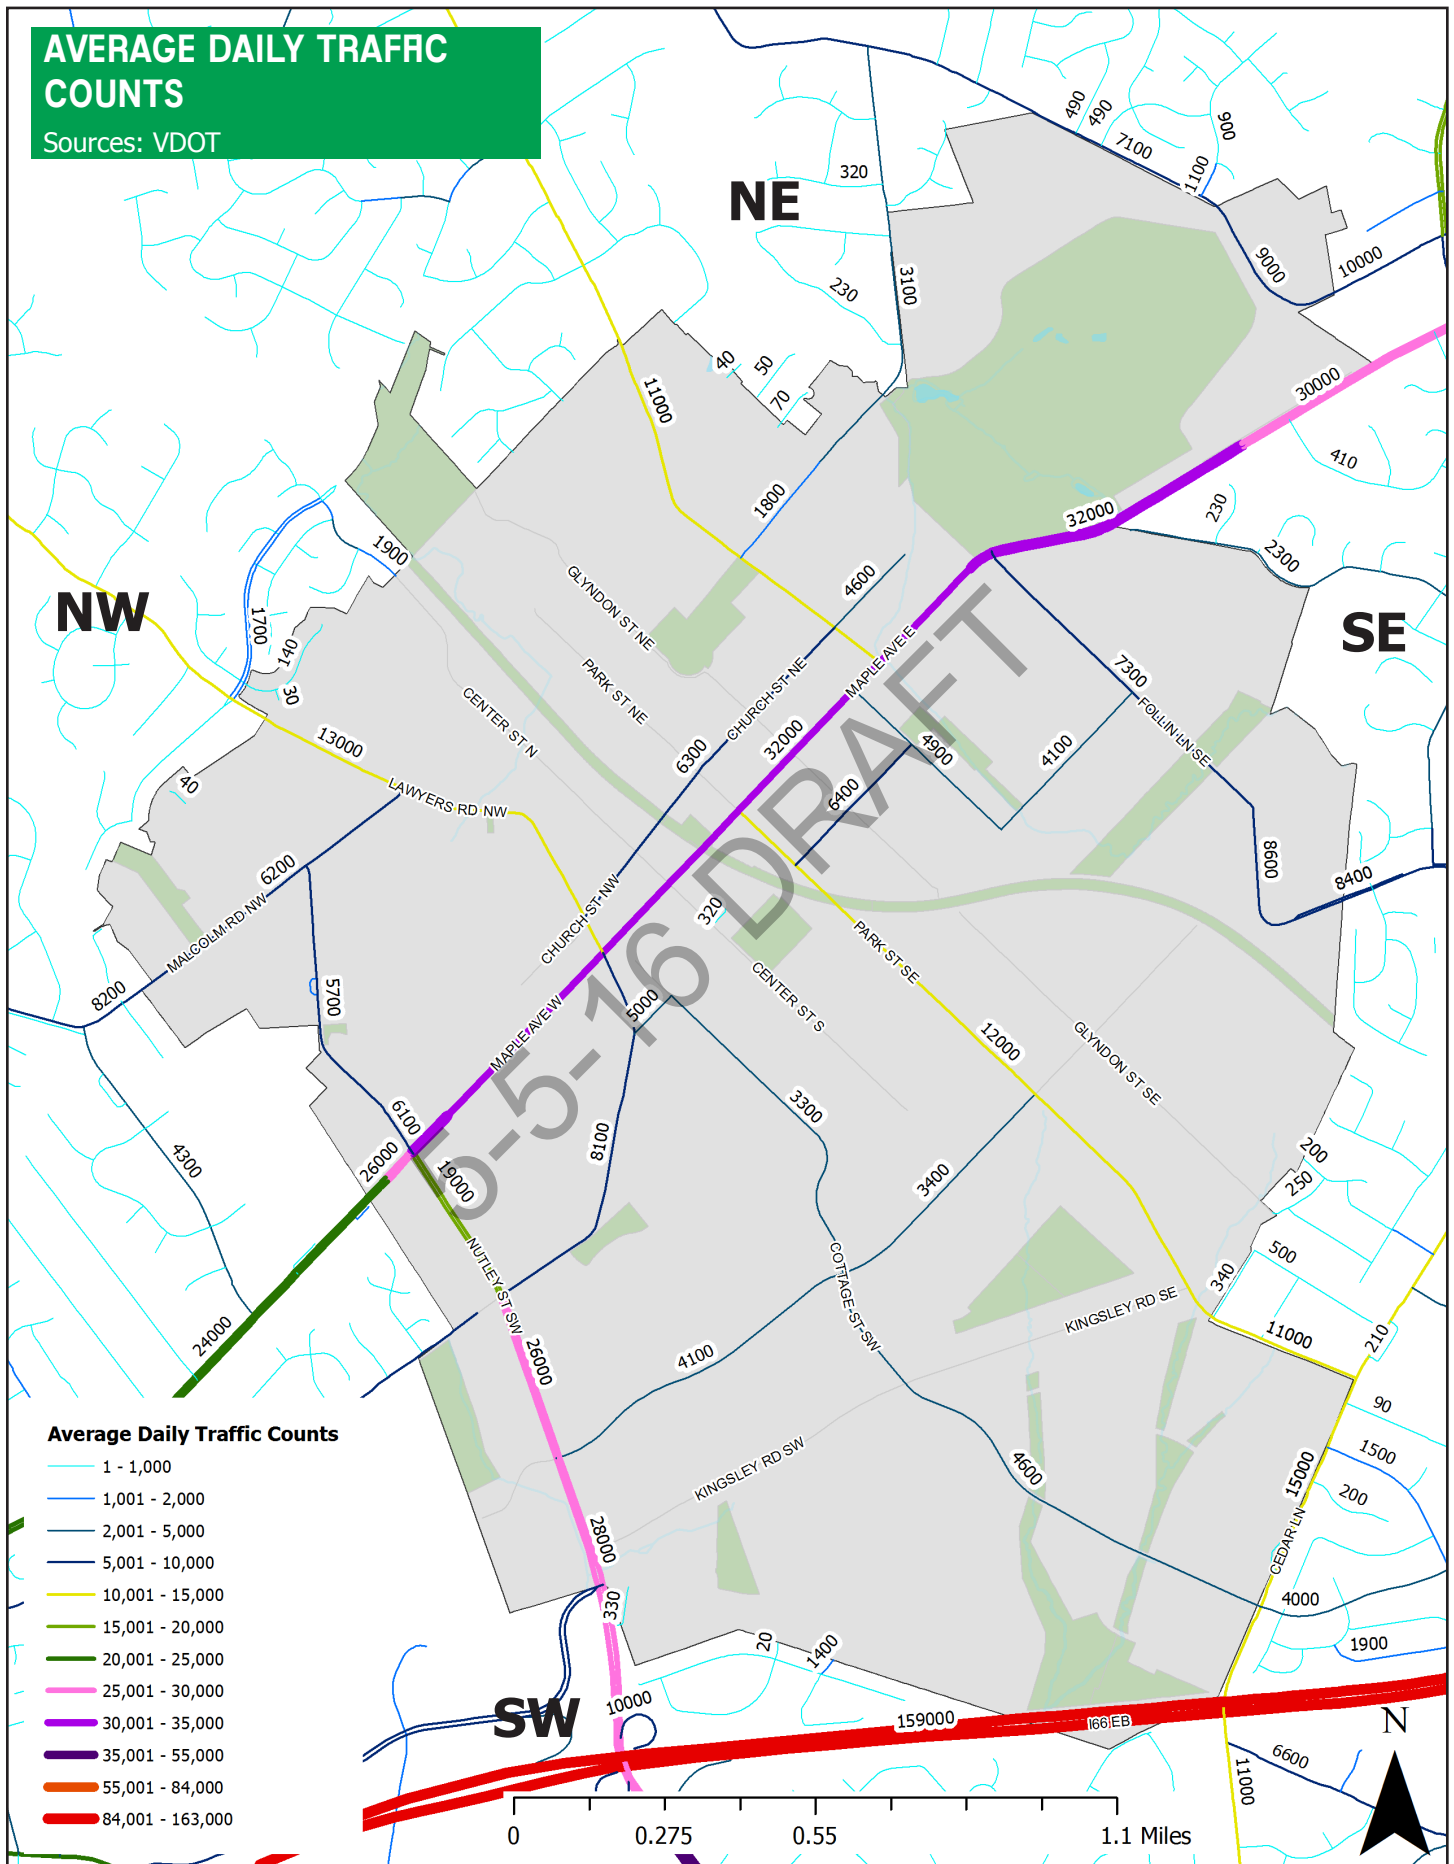 AVERAGE DAILY TRAFFIC
COUNTS
Sources: VDOT
NE
NW
SE
SW
490
490
900
7100
1100
320
9000
10000
3100
230
30000
40
50
70
11000
410
1800
32000
230
2300
1900
4600
GLYNDON ST NE
1700
140
30
PARK ST NE
MAPLE AVE E
7300
CENTER ST N
CHURCH ST NE
FOLLIN LN SE
13000
32000
6300
4900
4100
40
LAWYERS RD NW
6400
8600
8400
6200
MALCOLM RD NW
CHURCH ST NW
320
PARK ST SE
8200
5700
CENTER ST S
5000
MAPLE AVE W
12000
GLYNDON ST SE
5-5-16 DRAFT
6100
3300
8100
4300
26000
19000
3400
200
250
NUTLEY ST SW
COTTAGE ST SW
500
340
KINGSLEY RD SE
24000
26000
11000
210
4100
90
KINGSLEY RD SW
4600
15000
1500
200
28000
CEDAR LN
330
4000
20
1400
1900
10000
159000
I66 EB
11000
6600
N
Average Daily Traffic Counts
1 - 1,000
1,001 - 2,000
2,001 - 5,000
5,001 - 10,000
10,001 - 15,000
15,001 - 20,000
20,001 - 25,000
25,001 - 30,000
30,001 - 35,000
35,001 - 55,000
55,001 - 84,000
84,001 - 163,000
0 0.275 0.55 1.1 Miles